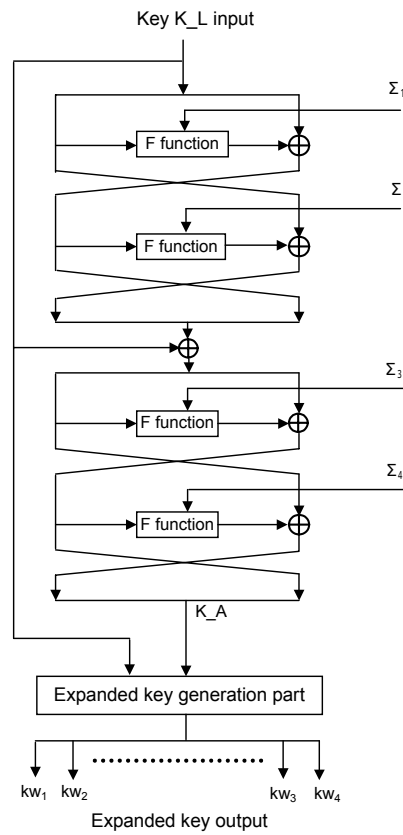 Key K_L input
Σ₁
F function
Σ
F function
Σ₃
F function
Σ₄
F function
K_A
Expanded key generation part
kw₁ kw₂ kw₃ kw₄
Expanded key output